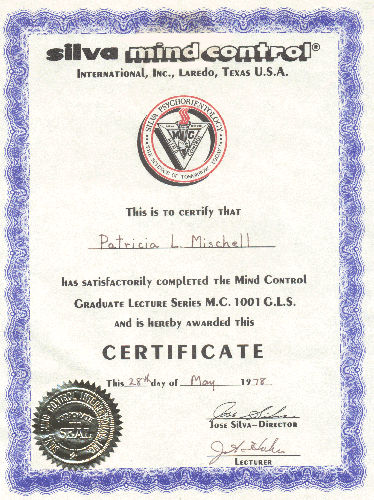 silva mind control®
International, Inc., Laredo, Texas U.S.A.
SILVA PSYCHORIENTOLOGY
This is to certify that
Patricia L. Mischell
has satisfactorily completed the Mind Control
Graduate Lecture Series M.C. 1001 G.L.S.
and is hereby awarded this
CERTIFICATE
This 28th day of May 1978
Jose Silva-Director
Lecturer